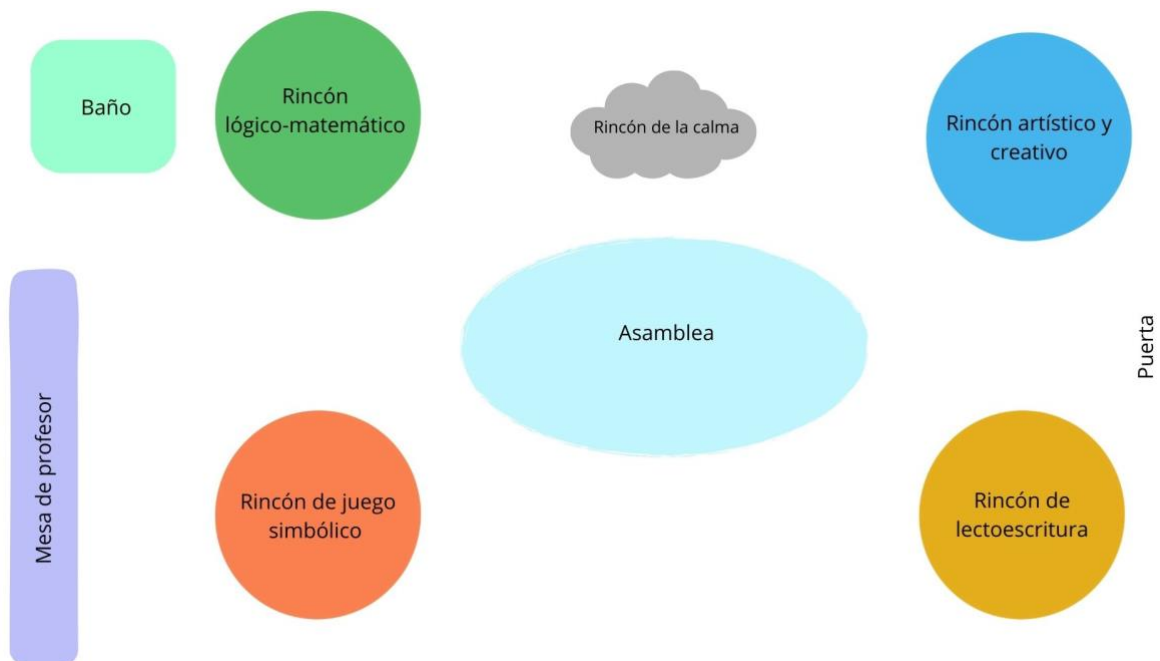 Baño
Rincón
lógico-matemático
Rincón de la calma
Rincón artístico y
creativo
Asamblea
Puerta
Mesa de profesor
Rincón de juego
simbólico
Rincón de
lectoescritura